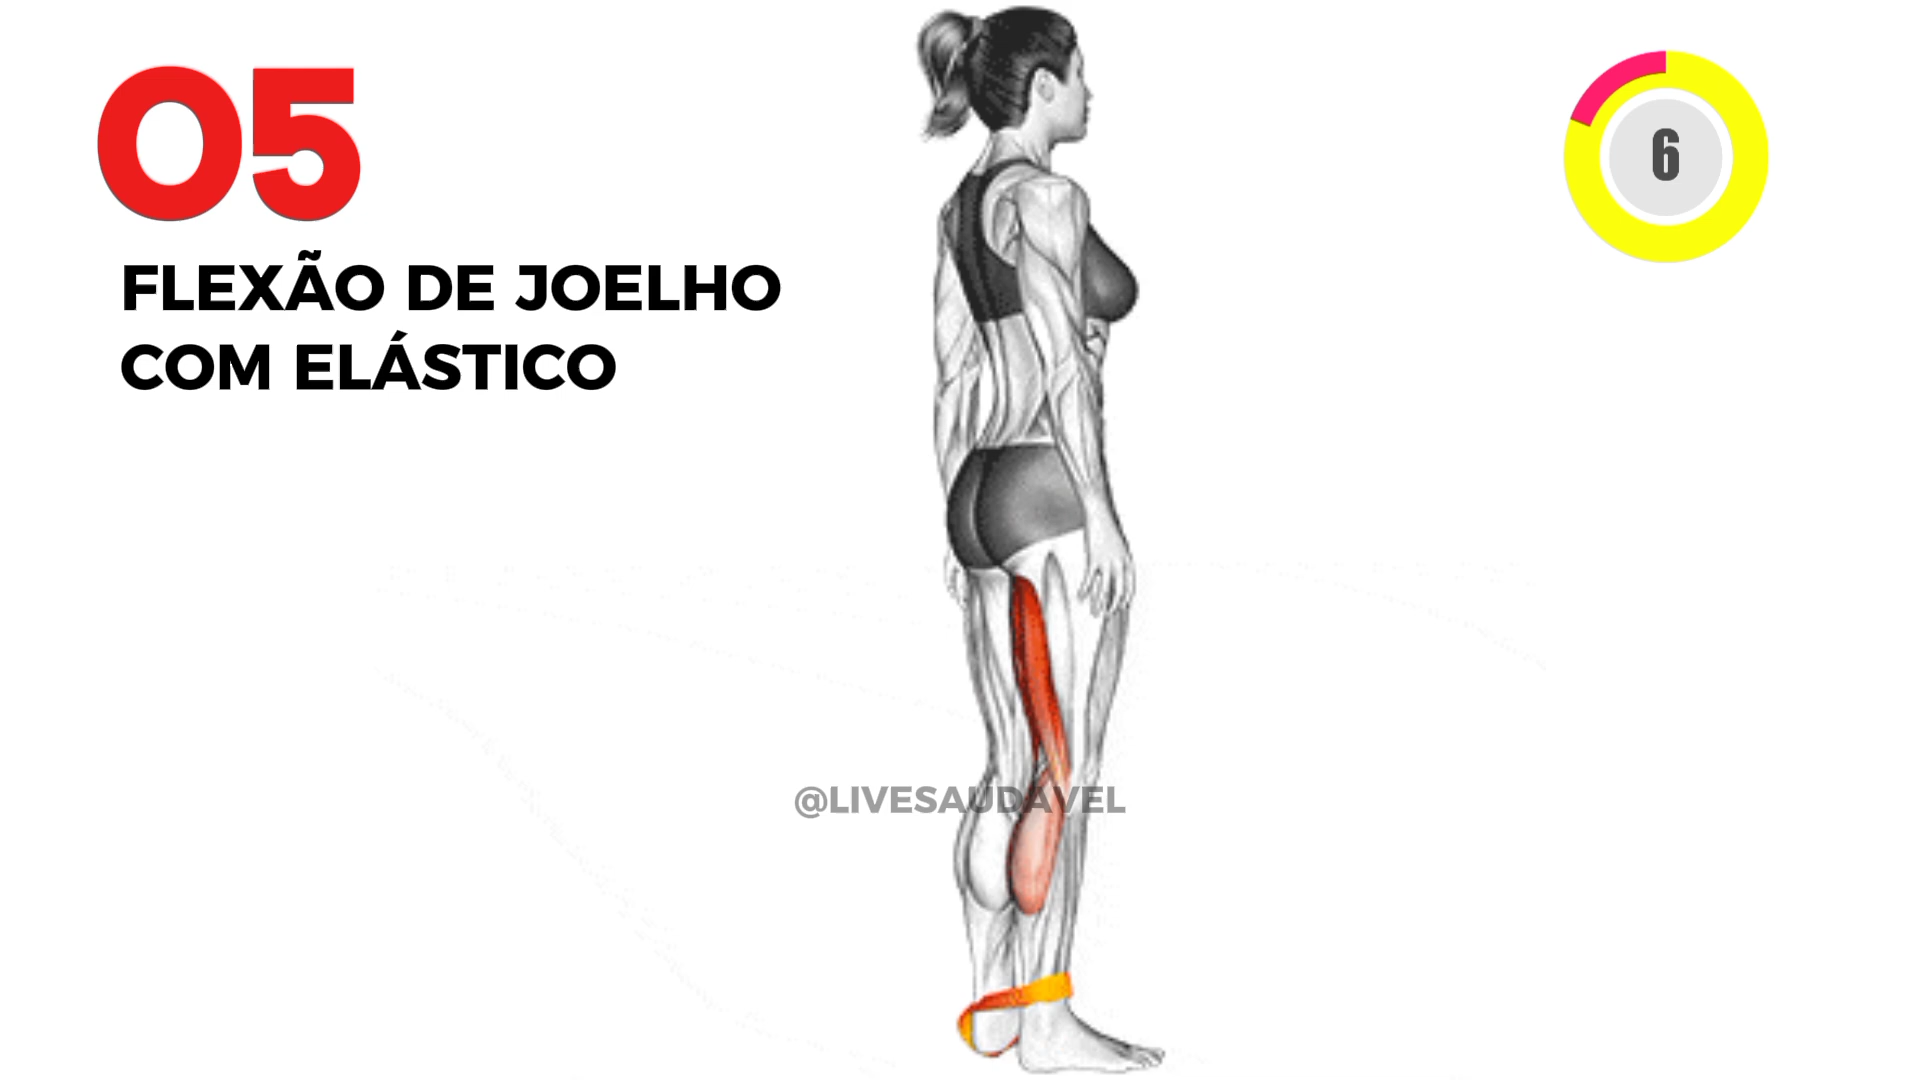 05
6
FLEXÃO DE JOELHO
COM ELÁSTICO
@LIVESAUDAVEL